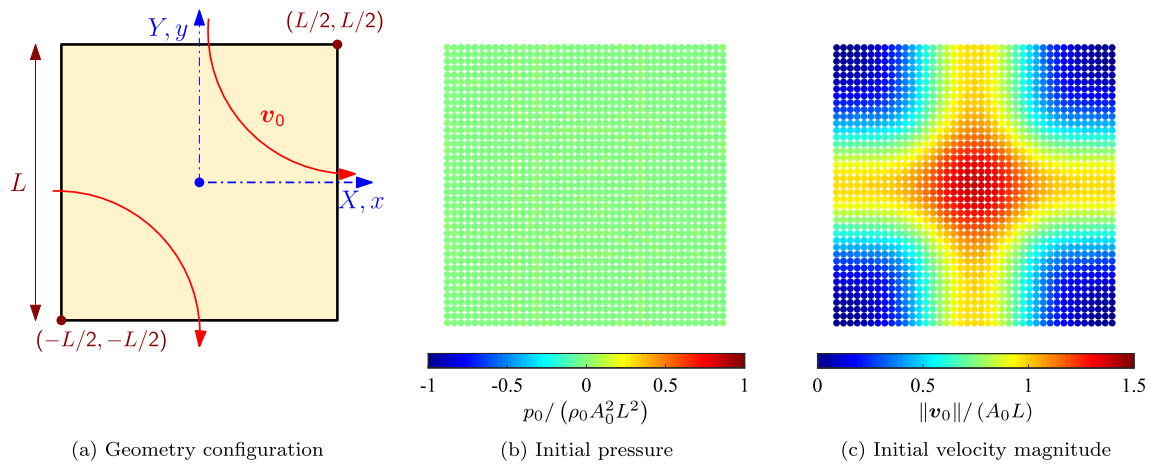 Y, y
(L/2, L/2)
v₀
L
X, x
(−L/2, −L/2)
-1 -0.5 0 0.5 1
p₀/ (ρ₀A₀²L²)
0 0.5 1 1.5
‖v₀‖/ (A₀L)
(a) Geometry configuration
(b) Initial pressure
(c) Initial velocity magnitude